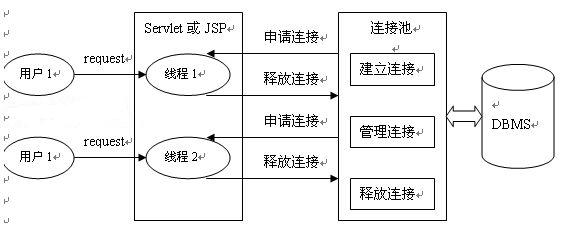 Servlet 或 JSP
申请连接
连接池
request
用户 1
线程 1
建立连接
释放连接
DBMS
申请连接
request
管理连接
用户 1
线程 2
释放连接
释放连接